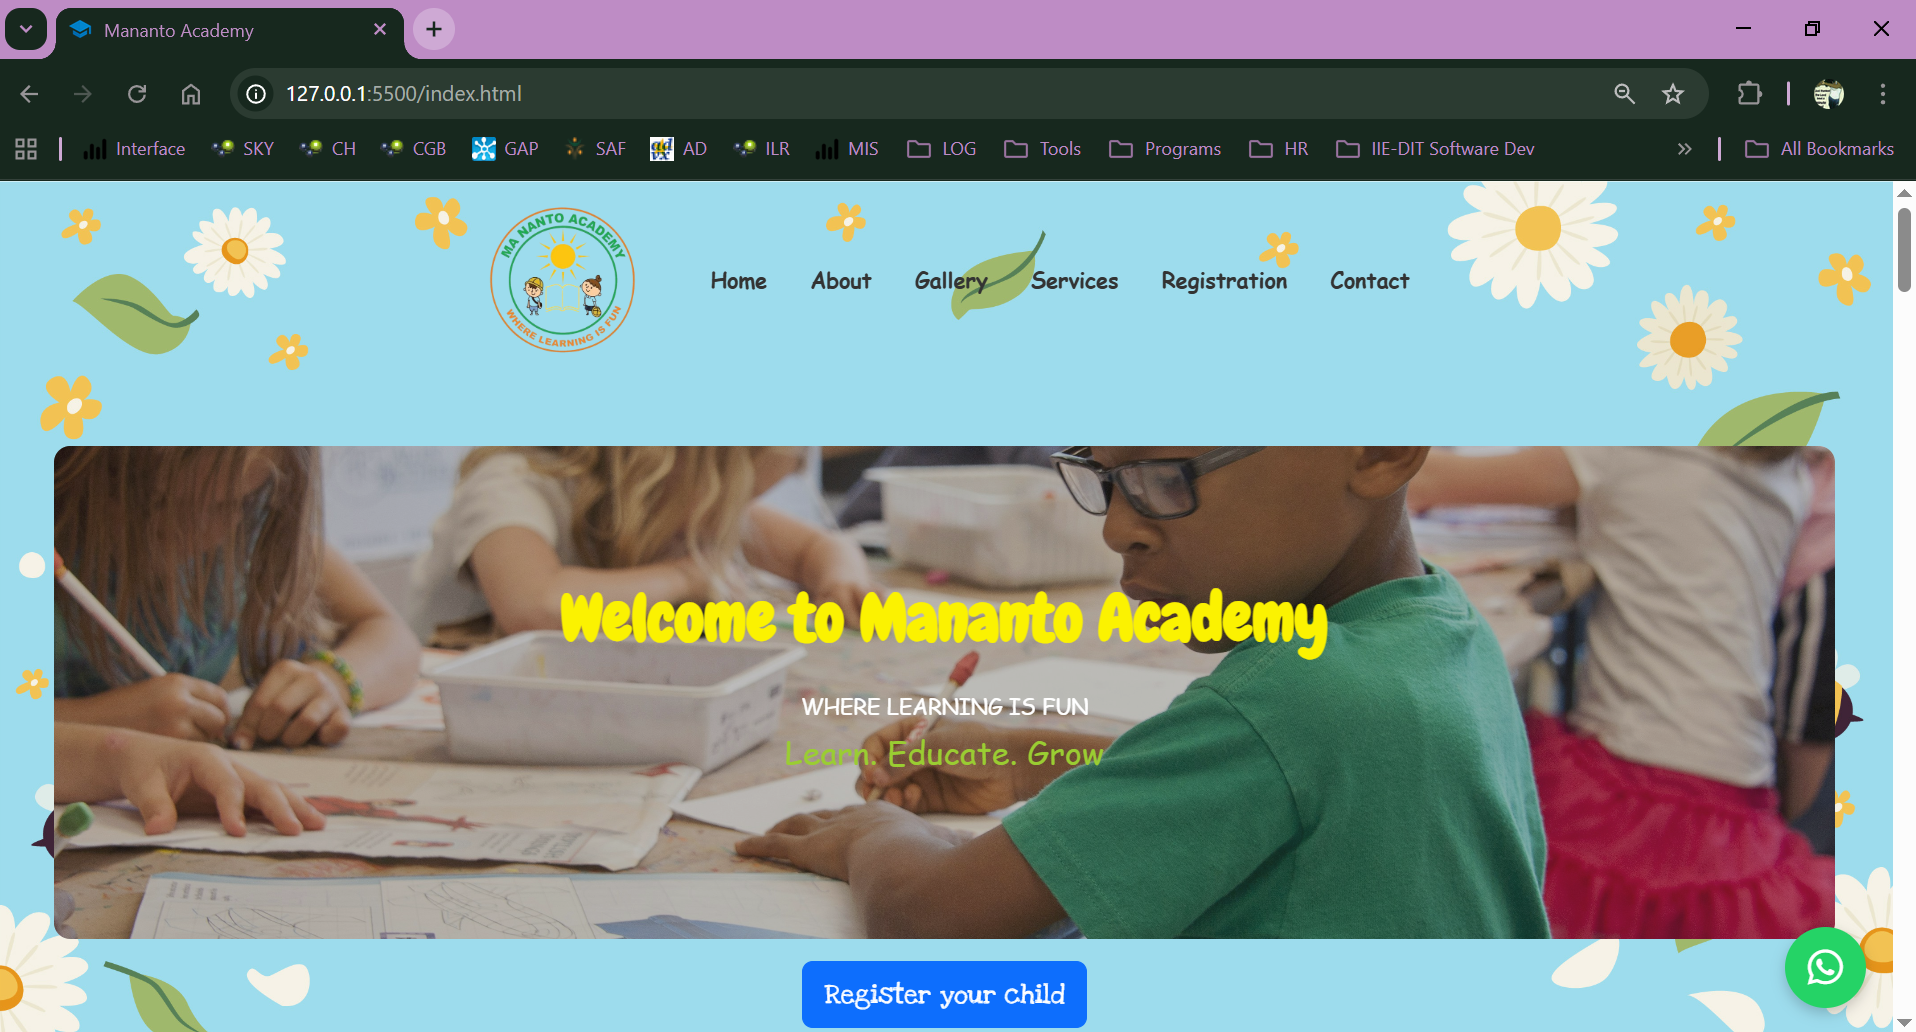 Mananto Academy
127.0.0.1:5500/index.html
Interface SKY CH CGB GAP SAF AD ILR MIS LOG Tools Programs HR IIE-DIT Software Dev All Bookmarks
MA NANTO ACADEMY
WHERE LEARNING IS FUN
Home About Gallery Services Registration Contact
Welcome to Mananto Academy
WHERE LEARNING IS FUN
Learn. Educate. Grow
Register your child